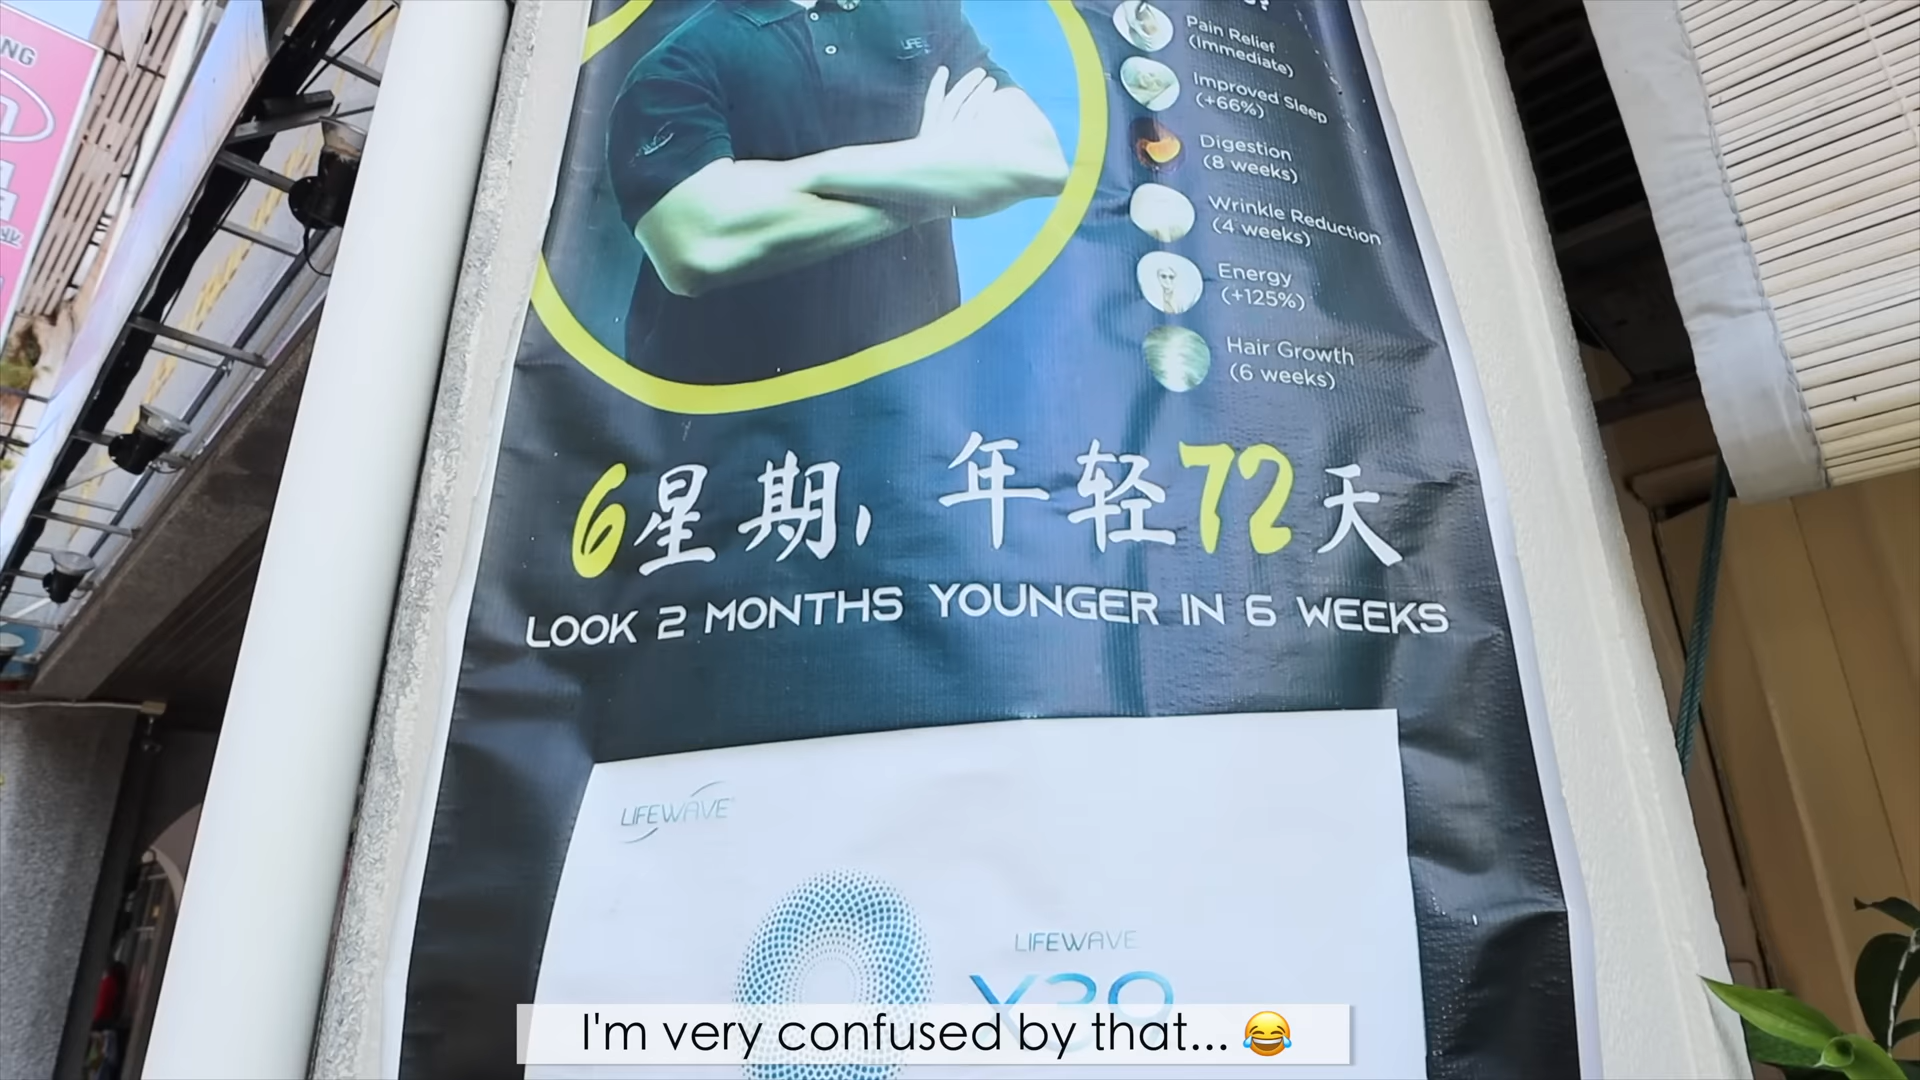 NG
Pain Relief
(Immediate)
Improved Sleep
(+66%)
Digestion
(8 weeks)
Wrinkle Reduction
(4 weeks)
Energy
(+125%)
Hair Growth
(6 weeks)
6星期, 年轻72天
LOOK 2 MONTHS YOUNGER IN 6 WEEKS
LIFEWAVE
LIFEWAVE
X39
I'm very confused by that... 😂